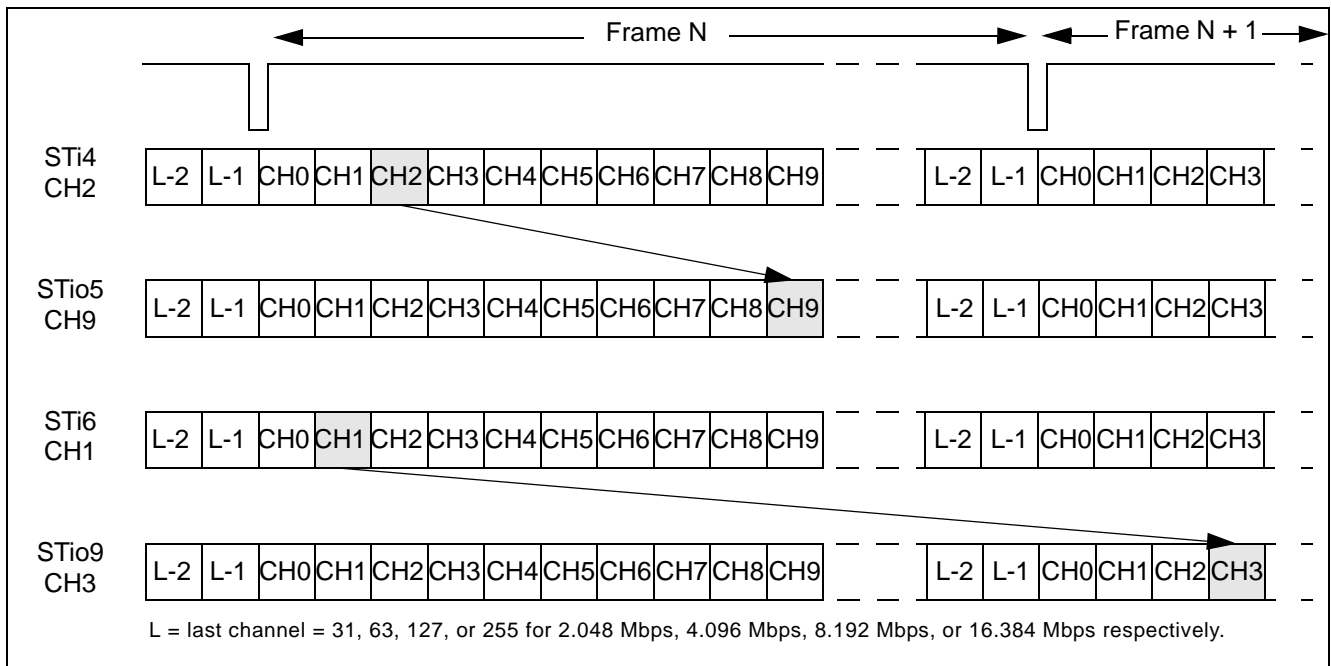 Frame N
Frame N + 1
STi4
CH2
L-2 L-1 CH0 CH1 CH2 CH3 CH4 CH5 CH6 CH7 CH8 CH9 L-2 L-1 CH0 CH1 CH2 CH3
STio5
CH9
L-2 L-1 CH0 CH1 CH2 CH3 CH4 CH5 CH6 CH7 CH8 CH9 L-2 L-1 CH0 CH1 CH2 CH3
STi6
CH1
L-2 L-1 CH0 CH1 CH2 CH3 CH4 CH5 CH6 CH7 CH8 CH9 L-2 L-1 CH0 CH1 CH2 CH3
STio9
CH3
L-2 L-1 CH0 CH1 CH2 CH3 CH4 CH5 CH6 CH7 CH8 CH9 L-2 L-1 CH0 CH1 CH2 CH3
L = last channel = 31, 63, 127, or 255 for 2.048 Mbps, 4.096 Mbps, 8.192 Mbps, or 16.384 Mbps respectively.